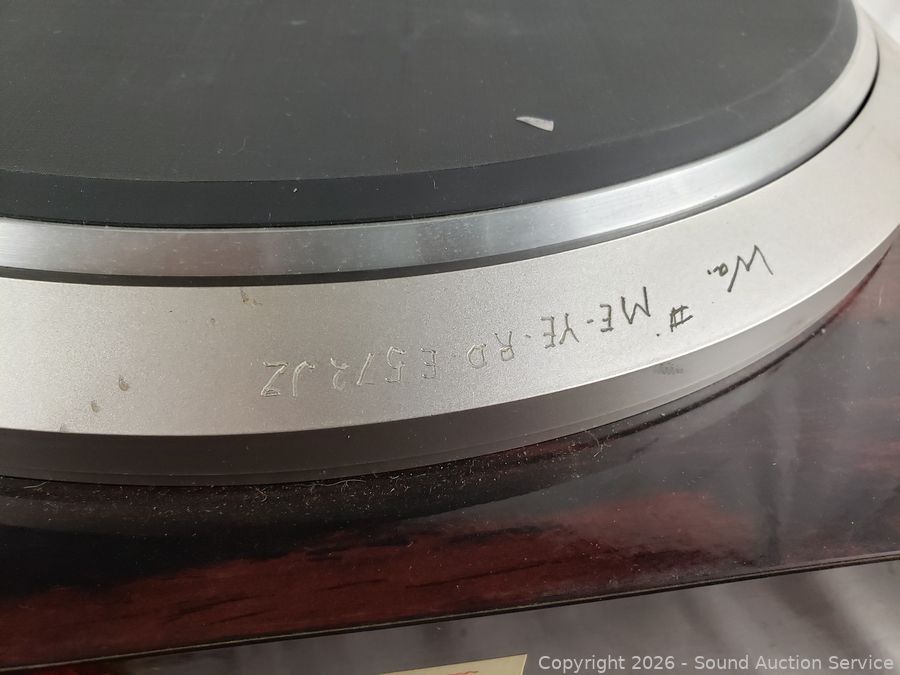 Wa. # ME-YE-RD-E572JZ
Copyright © 2026 - Sound Auction Service